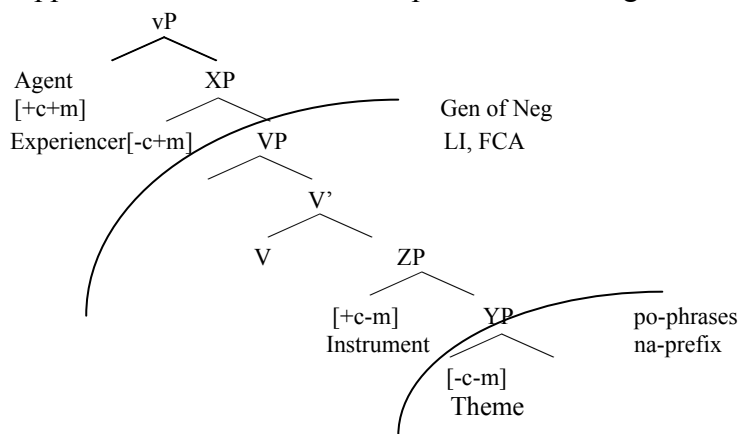 vP
Agent XP
[+c+m] Gen of Neg
Experiencer[-c+m] VP LI, FCA
V’
V ZP
[+c-m] YP po-phrases
Instrument na-prefix
[-c-m]
Theme